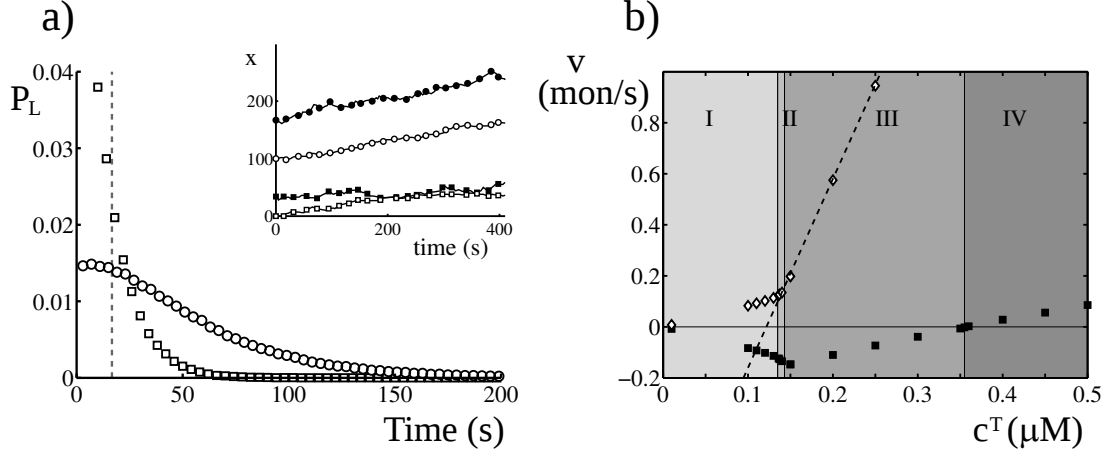 a)
P_L
0.04
0.03
0.02
0.01
0
0
50
100
150
200
Time (s)
x
200
100
0
0
200
400
time (s)
b)
v
(mon/s)
0.8
0.6
0.4
0.2
0
−0.2
I
II
III
IV
0
0.1
0.2
0.3
0.4
0.5
c^T (μM)